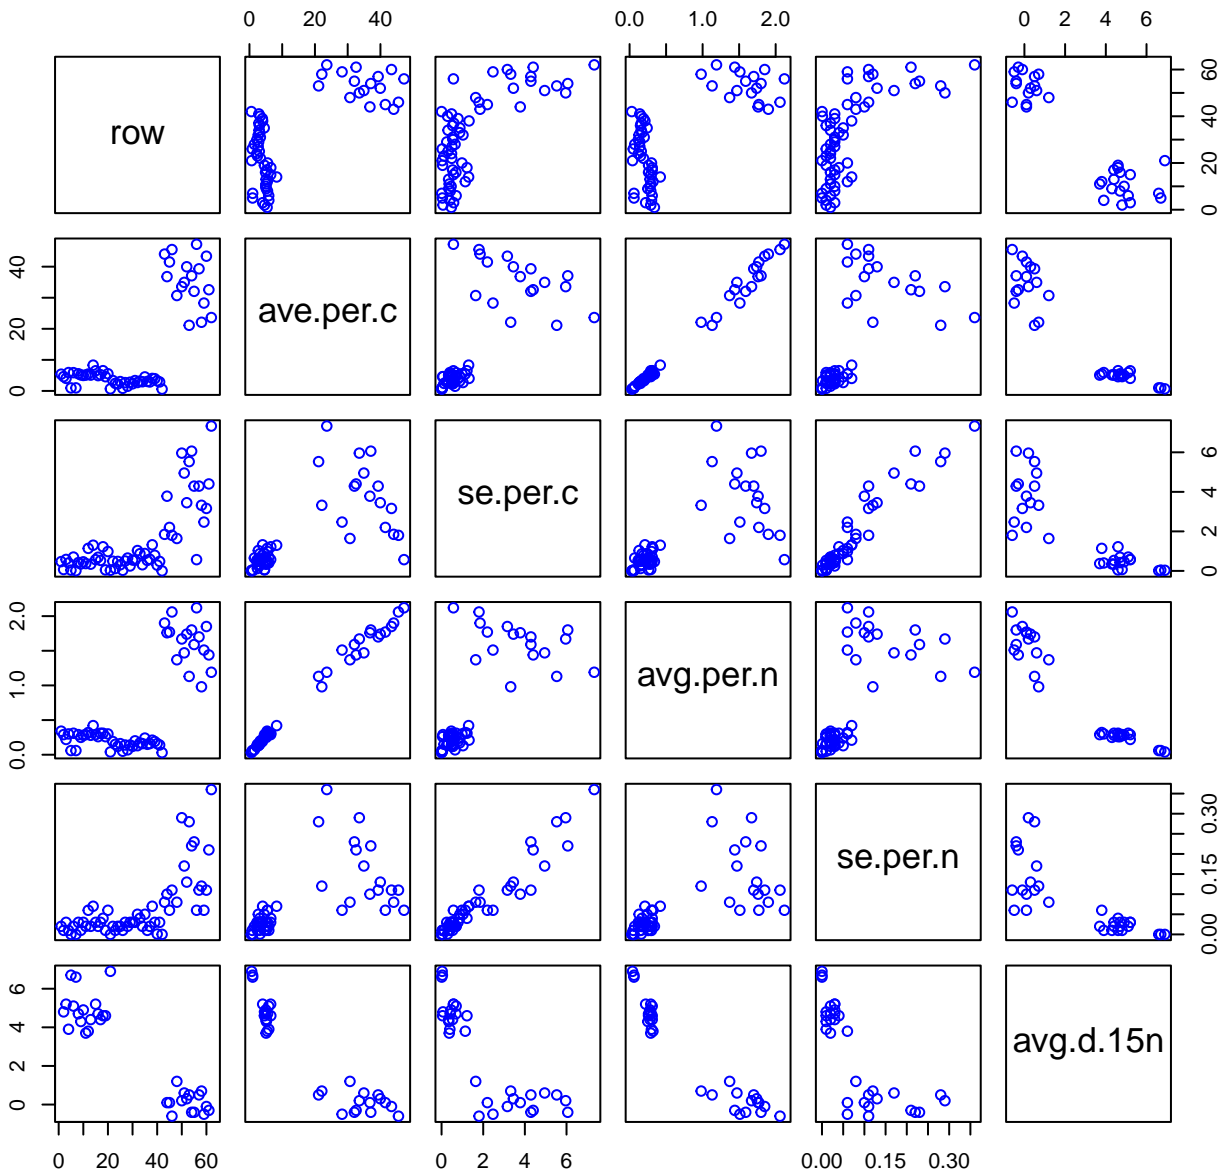 0 20 40 0.0 1.0 2.0 0 2 4 6
row 0 20 40 60
0 20 40 ave.per.c
se.per.c 0 2 4 6
0.0 1.0 2.0 avg.per.n
se.per.n 0.00 0.15 0.30
0 2 4 6 avg.d.15n
0 20 40 60 0 2 4 6 0.00 0.15 0.30